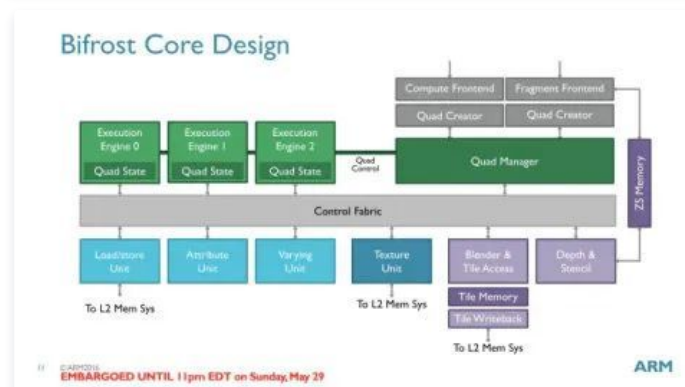 Bifrost Core Design
Compute Frontend
Fragment Frontend
Quad Creator
Quad Creator
Execution
Engine 0
Quad State
Execution
Engine 1
Quad State
Execution
Engine 2
Quad State
Quad
Control
Quad Manager
ZS Memory
Control Fabric
Load/store
Unit
Attribute
Unit
Varying
Unit
Texture
Unit
Blender &
Tile Access
Depth &
Stencil
Tile Memory
Tile Writeback
To L2 Mem Sys
To L2 Mem Sys
To L2 Mem Sys
11 ©ARM2016
EMBARGOED UNTIL 11pm EDT on Sunday, May 29
ARM